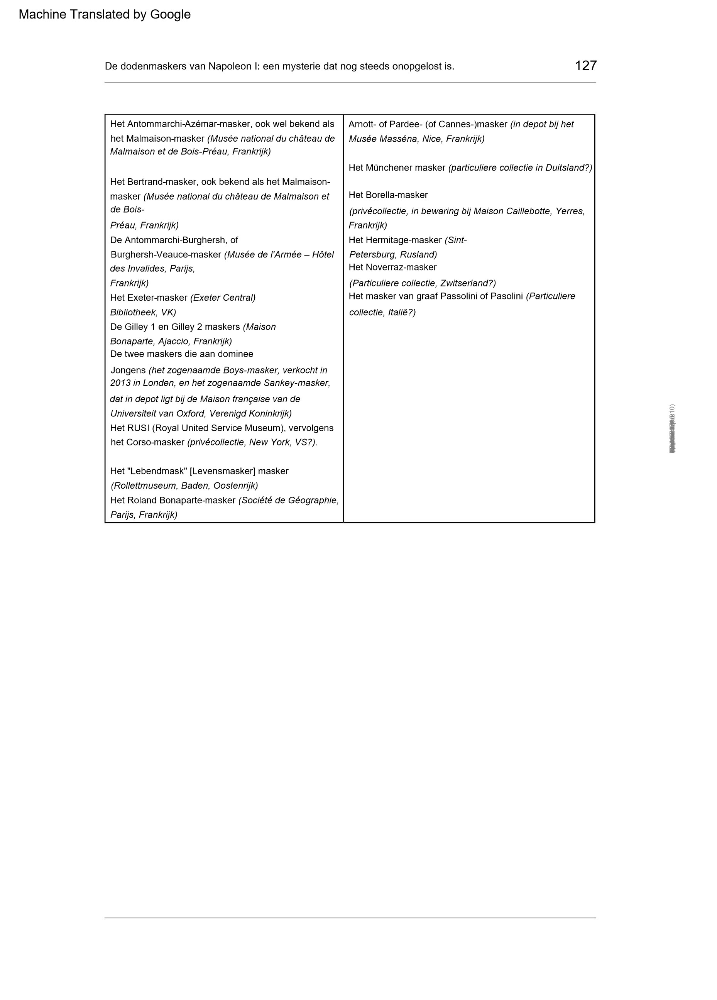 Machine Translated by Google
De dodenmaskers van Napoleon I: een mysterie dat nog steeds onopgelost is.
127
Het Antommarchi-Azémar-masker, ook wel bekend als
het Malmaison-masker (Musée national du château de
Malmaison et de Bois-Préau, Frankrijk)
Het Bertrand-masker, ook bekend als het Malmaison-
masker (Musée national du château de Malmaison et
de Bois-
Préau, Frankrijk)
De Antommarchi-Burghersh, of
Burghersh-Veauce-masker (Musée de l'Armée – Hôtel
des Invalides, Parijs,
Frankrijk)
Het Exeter-masker (Exeter Central)
Bibliotheek, VK)
De Gilley 1 en Gilley 2 maskers (Maison
Bonaparte, Ajaccio, Frankrijk)
De twee maskers die aan dominee
Jongens (het zogenaamde Boys-masker, verkocht in
2013 in Londen, en het zogenaamde Sankey-masker,
dat in depot ligt bij de Maison française van de
Universiteit van Oxford, Verenigd Koninkrijk)
Het RUSI (Royal United Service Museum), vervolgens
het Corso-masker (privécollectie, New York, VS?).
Het "Lebendmask" [Levensmasker] masker
(Rollettmuseum, Baden, Oostenrijk)
Het Roland Bonaparte-masker (Société de Géographie,
Parijs, Frankrijk)
Arnott- of Pardee- (of Cannes-)masker (in depot bij het
Musée Masséna, Nice, Frankrijk)
Het Münchener masker (particuliere collectie in Duitsland?)
Het Borella-masker
(privécollectie, in bewaring bij Maison Caillebotte, Yerres,
Frankrijk)
Het Hermitage-masker (Sint-
Petersburg, Rusland)
Het Noverraz-masker
(Particuliere collectie, Zwitserland?)
Het masker van graaf Passolini of Pasolini (Particuliere
collectie, Italië?)